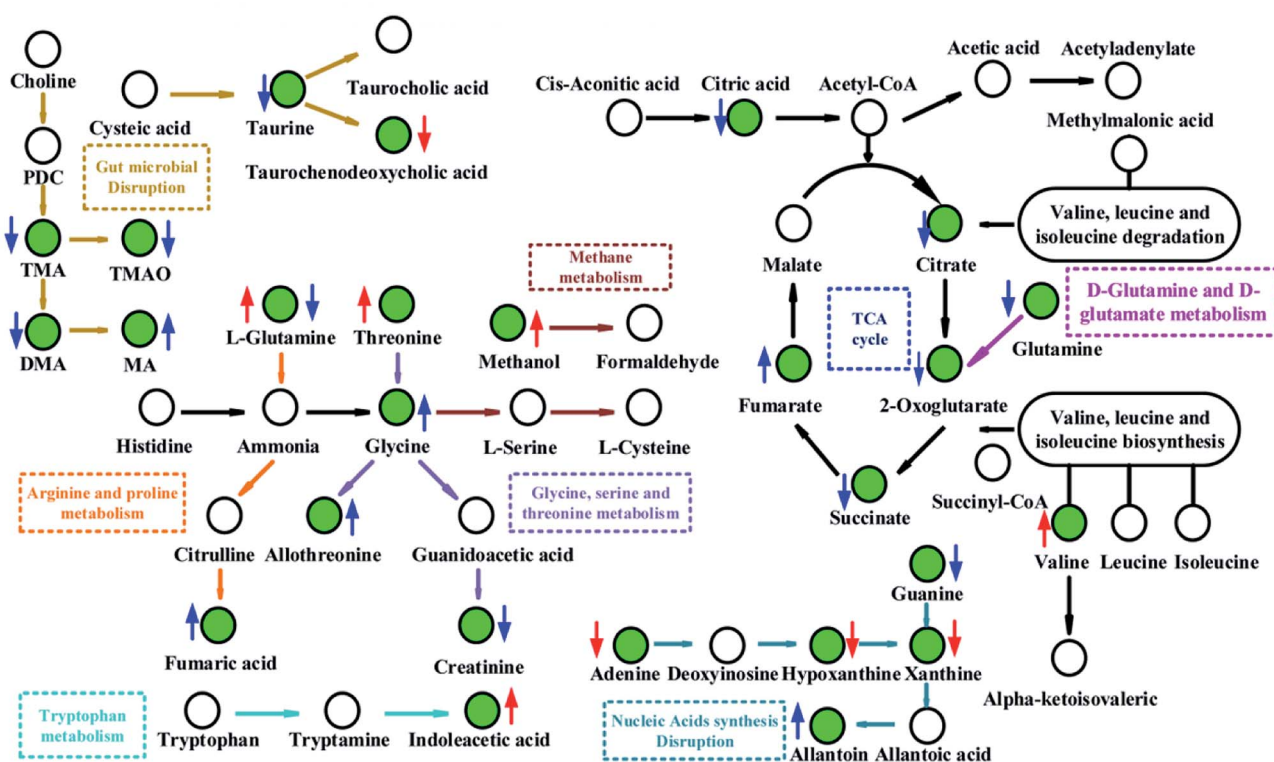 Choline
Cysteic acid
Taurine
Taurocholic acid
Taurochenodeoxycholic acid
PDC
Gut microbial
Disruption
TMA
TMAO
DMA
MA
Cis-Aconitic acid
Citric acid
Acetyl-CoA
Acetic acid
Acetyladenylate
Methylmalonic acid
Valine, leucine and
isoleucine degradation
Malate
Citrate
D-Glutamine and D-
glutamate metabolism
TCA
cycle
Glutamine
Fumarate
2-Oxoglutarate
Valine, leucine and
isoleucine biosynthesis
Succinyl-CoA
Succinate
Valine
Leucine
Isoleucine
Alpha-ketoisovaleric
Methane
metabolism
L-Glutamine
Threonine
Methanol
Formaldehyde
Histidine
Ammonia
Glycine
L-Serine
L-Cysteine
Arginine and proline
metabolism
Glycine, serine and
threonine metabolism
Citrulline
Allothreonine
Guanidoacetic acid
Fumaric acid
Creatinine
Tryptophan
metabolism
Tryptophan
Tryptamine
Indoleacetic acid
Guanine
Adenine
Deoxyinosine
Hypoxanthine
Xanthine
Nucleic Acids synthesis
Disruption
Allantoin
Allantoic acid